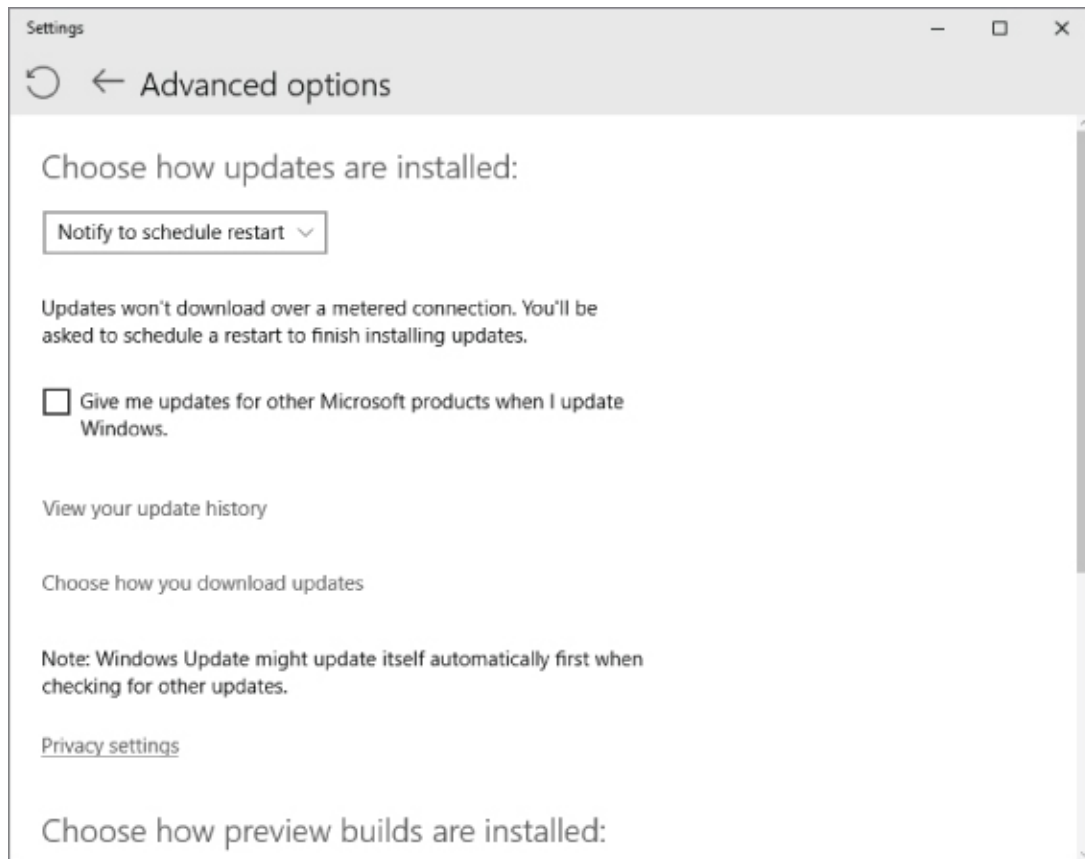 Settings
Advanced options
Choose how updates are installed:
Notify to schedule restart
Updates won't download over a metered connection. You'll be
asked to schedule a restart to finish installing updates.
Give me updates for other Microsoft products when I update
Windows.
View your update history
Choose how you download updates
Note: Windows Update might update itself automatically first when
checking for other updates.
Privacy settings
Choose how preview builds are installed: